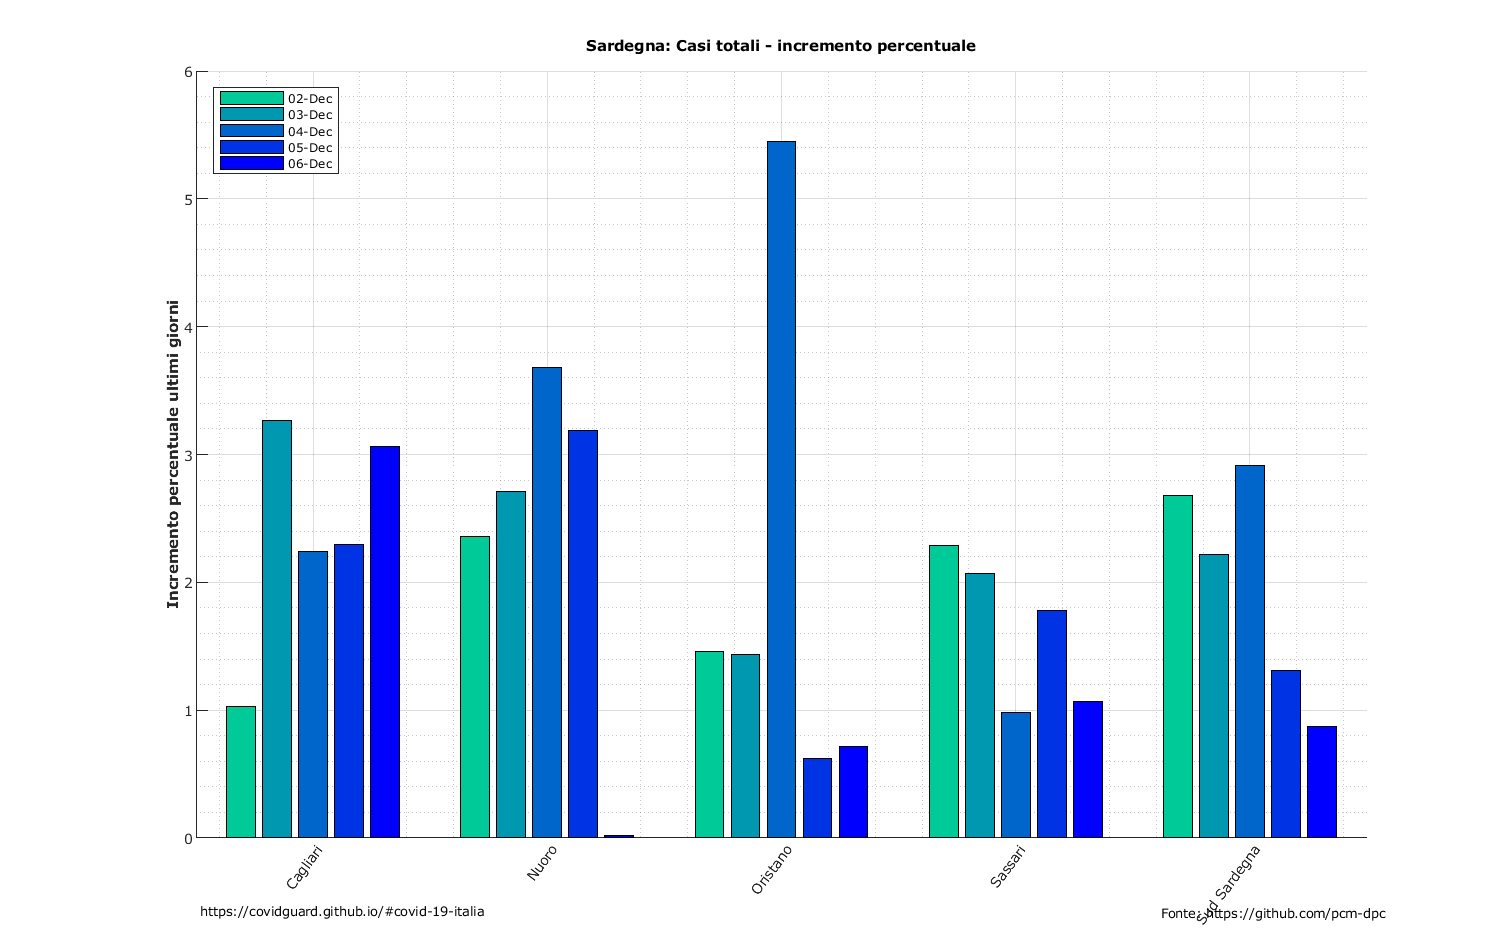 Sardegna: Casi totali - incremento percentuale
02-Dec
03-Dec
04-Dec
05-Dec
06-Dec
Incremento percentuale ultimi giorni
6
5
4
3
2
1
0
Cagliari
Nuoro
Oristano
Sassari
Sud Sardegna
https://covidguard.github.io/#covid-19-italia
Fonte: https://github.com/pcm-dpc